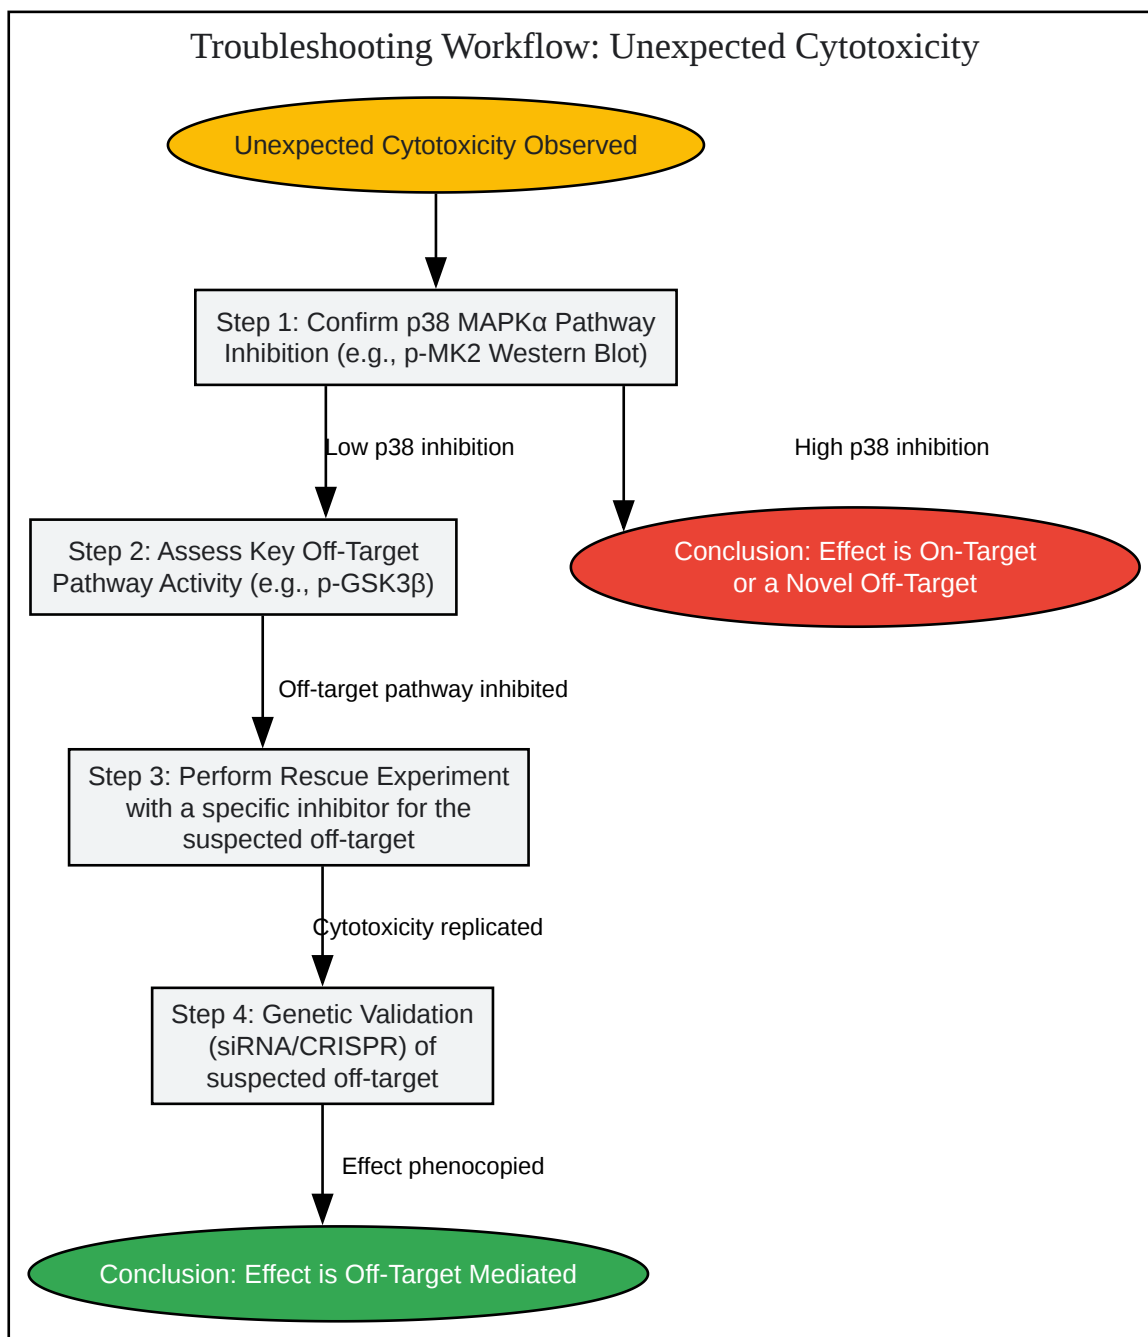 Troubleshooting Workflow: Unexpected Cytotoxicity
Unexpected Cytotoxicity Observed
Step 1: Confirm p38 MAPKα Pathway
Inhibition (e.g., p-MK2 Western Blot)
Low p38 inhibition
High p38 inhibition
Step 2: Assess Key Off-Target
Pathway Activity (e.g., p-GSK3β)
Conclusion: Effect is On-Target
or a Novel Off-Target
Off-target pathway inhibited
Step 3: Perform Rescue Experiment
with a specific inhibitor for the
suspected off-target
Cytotoxicity replicated
Step 4: Genetic Validation
(siRNA/CRISPR) of
suspected off-target
Effect phenocopied
Conclusion: Effect is Off-Target Mediated